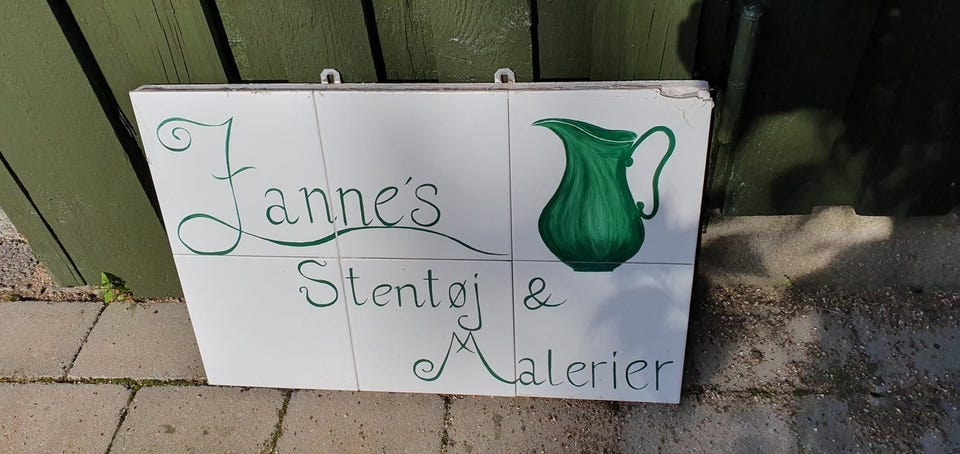 Janne's
Stentøj &
Malerier